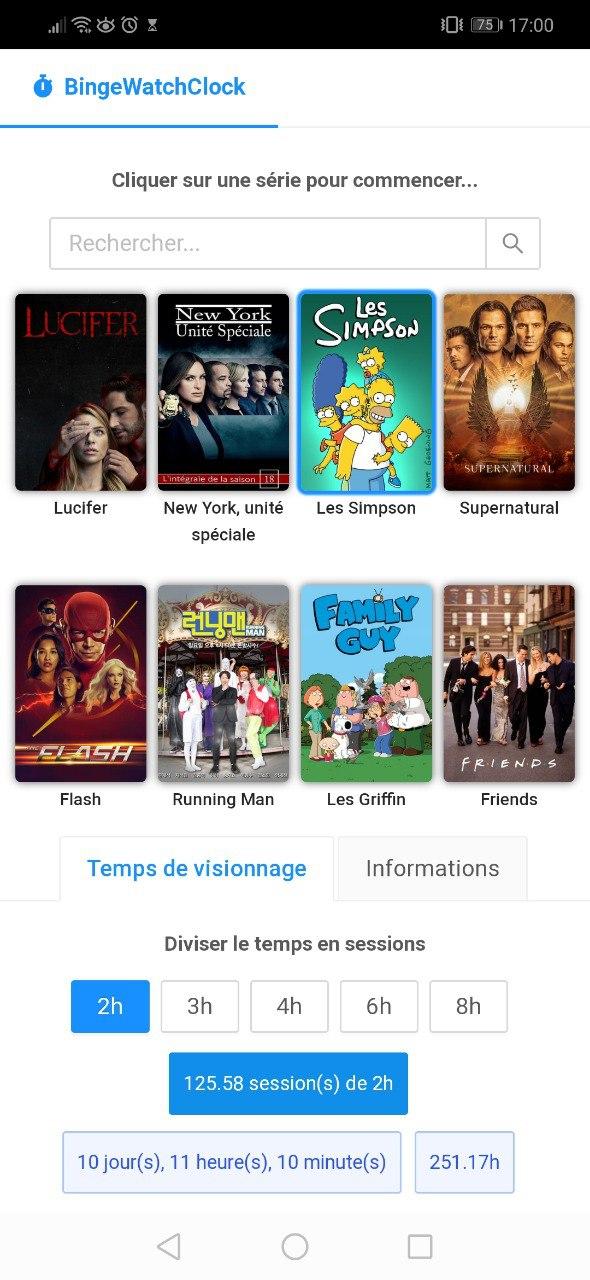 75 17:00
BingeWatchClock
Cliquer sur une série pour commencer...
Rechercher...
LUCIFER
New York
Unité Spéciale
L'intégrale de la saison 18
Les
Simpson
MATT GROENING
SUPERNATURAL
Lucifer
New York, unité
spéciale
Les Simpson
Supernatural
FLASH
런닝맨
MAN
FAMILY
GUY
FRIENDS
Flash
Running Man
Les Griffin
Friends
Temps de visionnage
Informations
Diviser le temps en sessions
2h
3h
4h
6h
8h
125.58 session(s) de 2h
10 jour(s), 11 heure(s), 10 minute(s)
251.17h